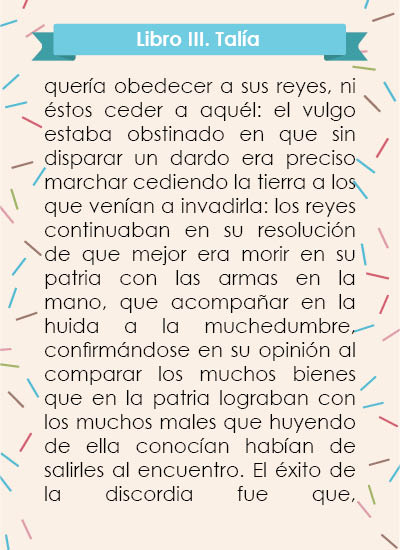 Libro III. Talía
quería obedecer a sus reyes, ni
éstos ceder a aquél: el vulgo
estaba obstinado en que sin
disparar un dardo era preciso
marchar cediendo la tierra a los
que venían a invadirla: los reyes
continuaban en su resolución
de que mejor era morir en su
patria con las armas en la
mano, que acompañar en la
huida a la muchedumbre,
confirmándose en su opinión al
comparar los muchos bienes
que en la patria lograban con
los muchos males que huyendo
de ella conocían habían de
salirles al encuentro. El éxito de
la discordia fue que,